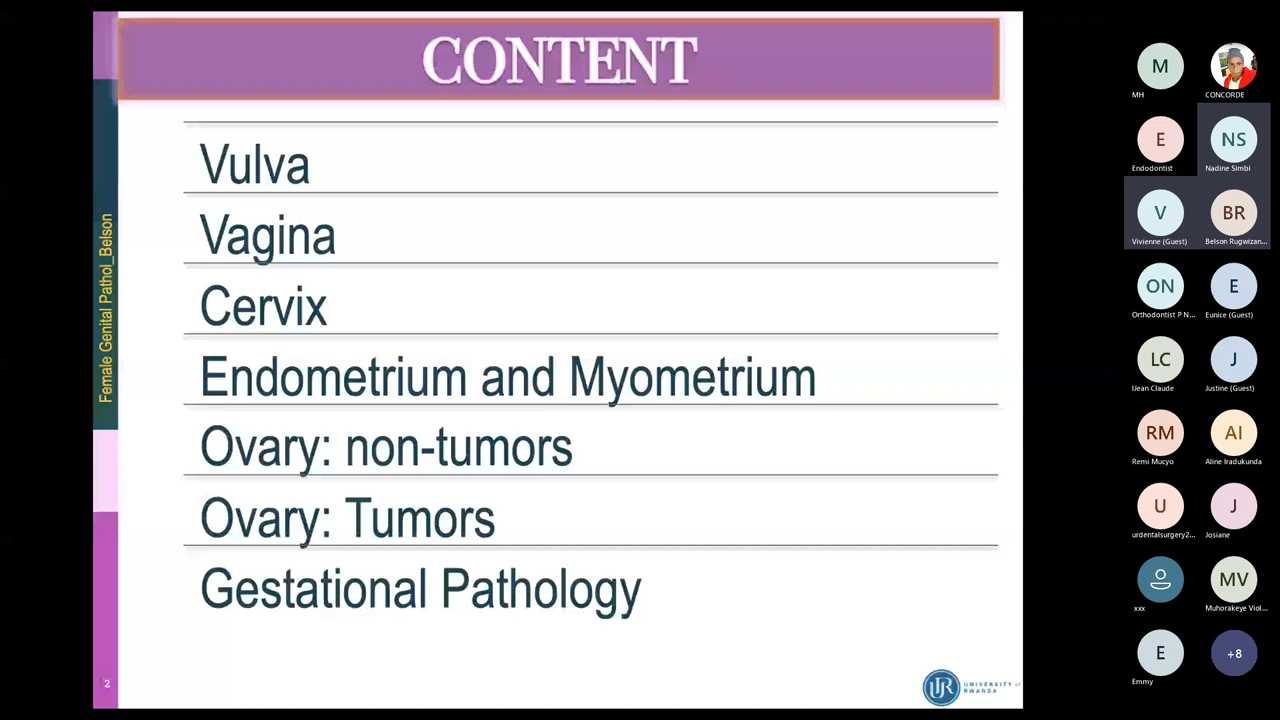 CONTENT
Vulva
Vagina
Cervix
Endometrium and Myometrium
Ovary: non-tumors
Ovary: Tumors
Gestational Pathology
Female Genital Pathol_Belson
2
UR
UNIVERSITY of
RWANDA
M
MH
CONCORDE
E
Endodontist
NS
Nadine Simbi
V
Vivienne (Guest)
BR
Belson Rugwizan...
ON
Orthodontist P N...
E
Eunice (Guest)
LC
IJean Claude
J
Justine (Guest)
RM
Remi Mucyo
AI
Aline Iradukunda
U
urdentalsurgery2...
J
Josiane
xxx
MV
Muhorakeye Viol...
E
Emmy
+8